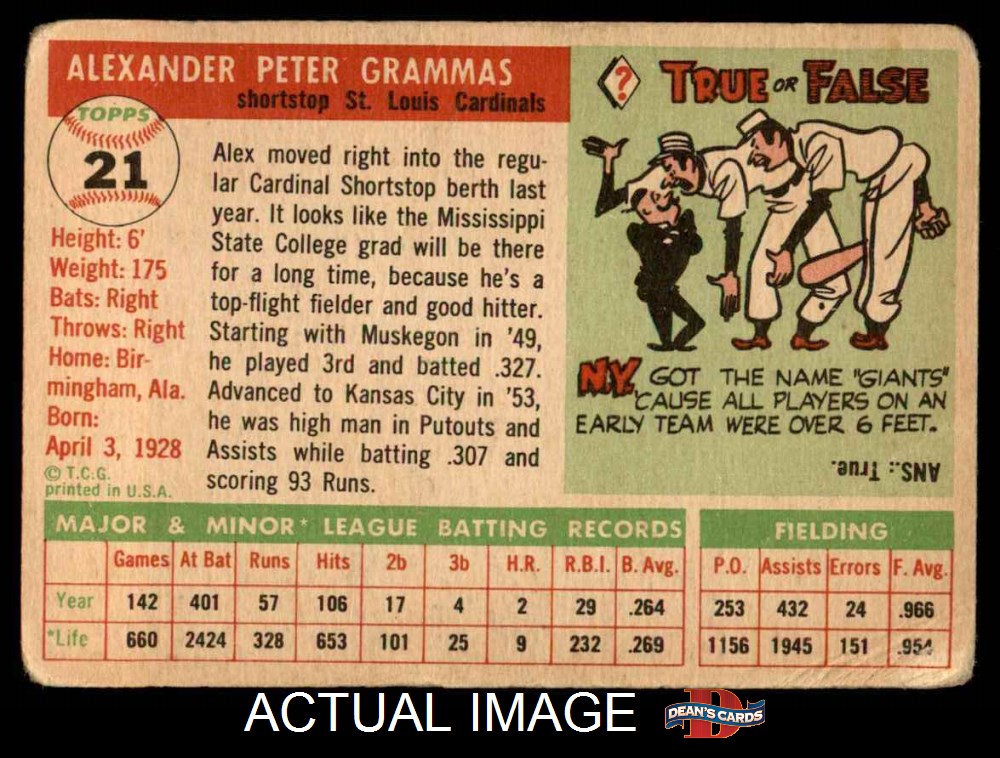 ALEXANDER PETER GRAMMAS
shortstop St. Louis Cardinals
TOPPS
21
Height: 6'
Weight: 175
Bats: Right
Throws: Right
Home: Bir-
mingham, Ala.
Born:
April 3, 1928
© T.C.G.
printed in U.S.A.
Alex moved right into the regu-
lar Cardinal Shortstop berth last
year. It looks like the Mississippi
State College grad will be there
for a long time, because he's a
top-flight fielder and good hitter.
Starting with Muskegon in '49,
he played 3rd and batted .327.
Advanced to Kansas City in '53,
he was high man in Putouts and
Assists while batting .307 and
scoring 93 Runs.
? TRUE OR FALSE
N.Y. GOT THE NAME "GIANTS"
'CAUSE ALL PLAYERS ON AN
EARLY TEAM WERE OVER 6 FEET.
ANS.: True.
MAJOR & MINOR* LEAGUE BATTING RECORDS
Games At Bat Runs Hits 2b 3b H.R. R.B.I. B. Avg.
Year 142 401 57 106 17 4 2 29 .264
*Life 660 2424 328 653 101 25 9 232 .269
FIELDING
P.O. Assists Errors F. Avg.
253 432 24 .966
1156 1945 151 .954
ACTUAL IMAGE
D
DEAN'S CARDS